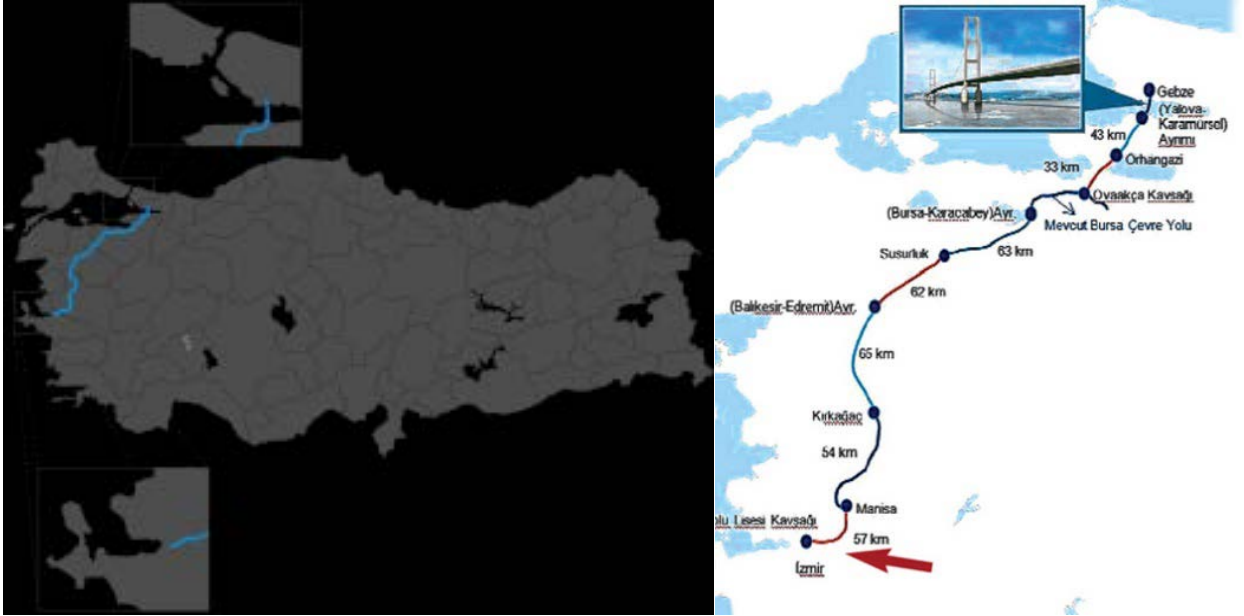 Gebze
(Yalova-
Karamürsel)
Ayrımı
43 km
Orhangazi
33 km
Ovaakça Kavşağı
(Bursa-Karacabey)Ayr.
Mevcut Bursa Çevre Yolu
63 km
Susurluk
62 km
(Balıkesir-Edremit)Ayr.
65 km
Kırkağaç
54 km
Manisa
olu Lisesi Kavşağı
57 km
İzmir